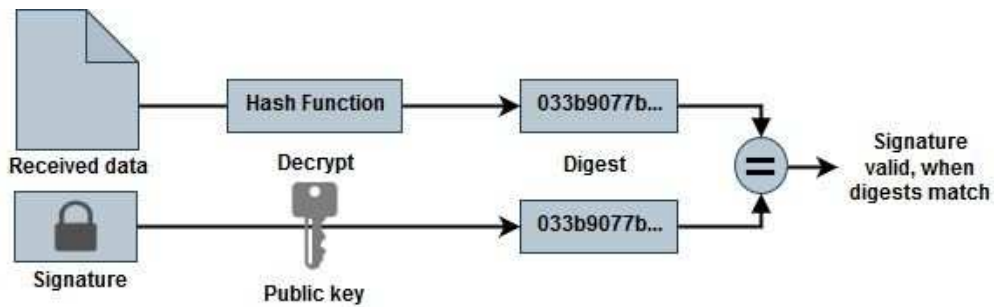 Hash Function
033b9077b...
Received data
Decrypt
Digest
Signature
valid, when
digests match
033b9077b...
Signature
Public key